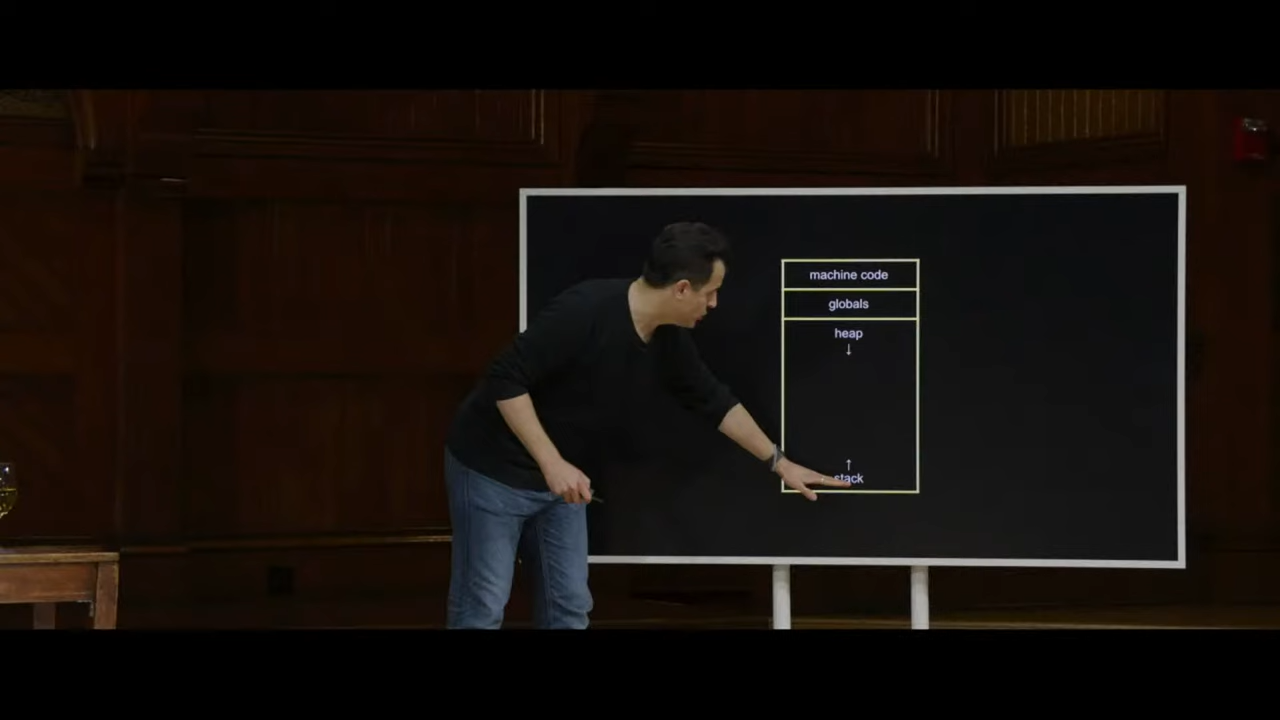 machine code
globals
heap
↓
↑
stack